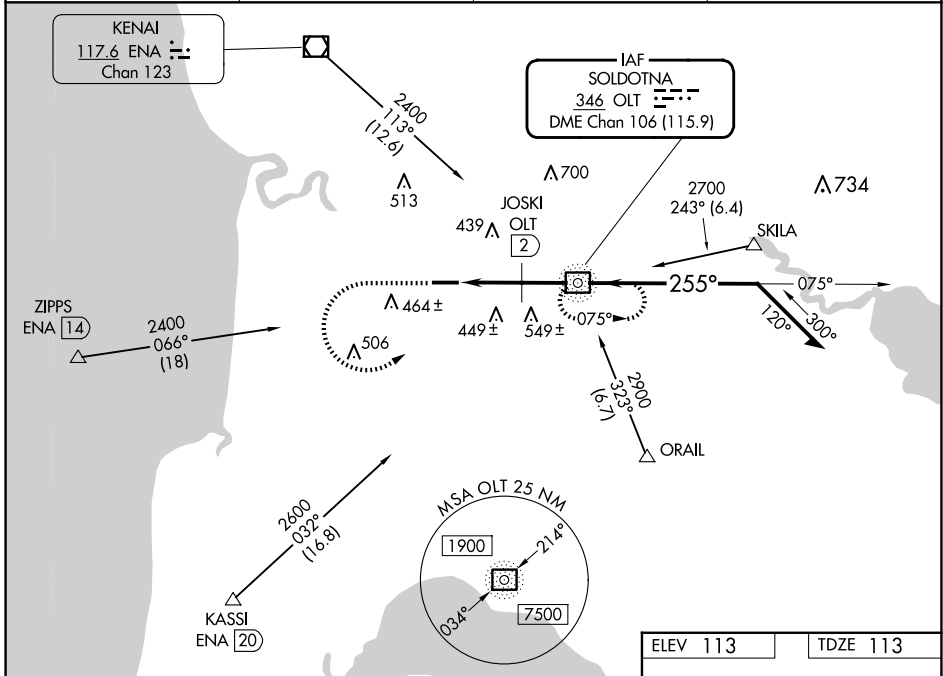 KENAI
117.6 ENA
Chan 123
IAF
SOLDOTNA
346 OLT
DME Chan 106 (115.9)
2400
113°
(12.6)
700
513
734
2700
243° (6.4)
JOSKI
OLT
2
439
SKILA
255°
075°
120°
300°
464 ±
449 ±
549 ±
075°
506
ZIPPS
ENA 14
2400
066°
(18)
2900
323°
(6.7)
ORAIL
2600
032°
(16.8)
KASSI
ENA 20
MSA OLT 25 NM
1900
214°
034°
7500
ELEV 113
TDZE 113